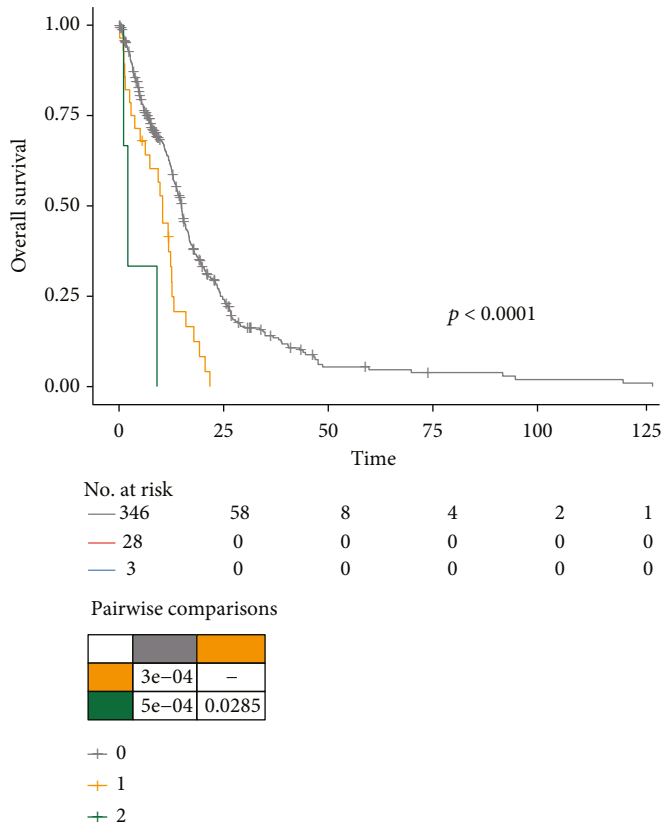 1.00
0.75
0.50
0.25
0.00
Overall survival
p < 0.0001
0 25 50 75 100 125
Time
No. at risk
346 58 8 4 2 1
28 0 0 0 0 0
3 0 0 0 0 0
Pairwise comparisons
3e−04 –
5e−04 0.0285
0
1
2